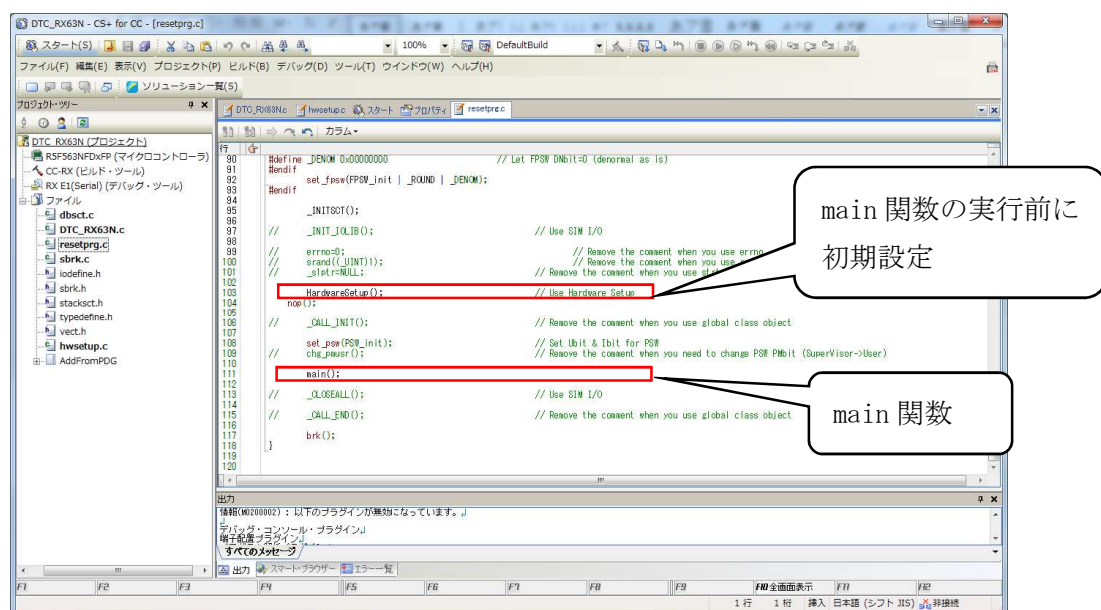 DTC_RX63N - CS+ for CC - [resetprg.c]
スタート(S) 100% DefaultBuild
ファイル(F) 編集(E) 表示(V) プロジェクト(P) ビルド(B) デバッグ(D) ツール(T) ウインドウ(W) ヘルプ(H)
ソリューション一覧(S)
プロジェクト・ツリー
DTC_RX63N (プロジェクト)
R5F563NFDxFP (マイクロコントローラ)
CC-RX (ビルド・ツール)
RX E1(Serial) (デバッグ・ツール)
ファイル
dbsct.c
DTC_RX63N.c
resetprg.c
sbrk.c
iodefine.h
sbrk.h
stacksct.h
typedefine.h
vect.h
hwsetup.c
AddFromPDG
DTC_RX63N.c hwsetup.c スタート プロパティ resetprg.c
カラム
行
90 #define _DENOM 0x00000000 // Let FPSW DNbit=0 (denormal as is)
91 #endif
92 set_fpsw(FPSW_init | _ROUND | _DENOM);
93 #endif
94
95 _INITSCT();
96
97 // _INIT_IOLIB(); // Use SIM I/O
98
99 // errno=0; // Remove the comment when you use errno
100 // srand((_UINT)1); // Remove the comment when you use
101 // _slptr=NULL; // Remove the comment when you use
102
103 HardwareSetup(); // Use Hardware Setup
104 nop();
105
106 // _CALL_INIT(); // Remove the comment when you use global class object
107
108 set_psw(PSW_init); // Set Ubit & Ibit for PSW
109 // chg_pmusr(); // Remove the comment when you need to change PSW PMbit (SuperVisor->User)
110
111 main();
112
113 // _CLOSEALL(); // Use SIM I/O
114
115 // _CALL_END(); // Remove the comment when you use global class object
116
117 brk();
118 }
119
120
main 関数の実行前に
初期設定
main 関数
出力
情報(M0200002) : 以下のプラグインが無効になっています。
デバッグ・コンソール・プラグイン
端子配置プラグイン
すべてのメッセージ
出力 スマート・ブラウザー エラー一覧
F1 F2 F3 F4 F5 F6 F7 F8 F9 F10 全画面表示 F11 F12
1 行 1 桁 挿入 日本語 (シフト JIS) 非接続